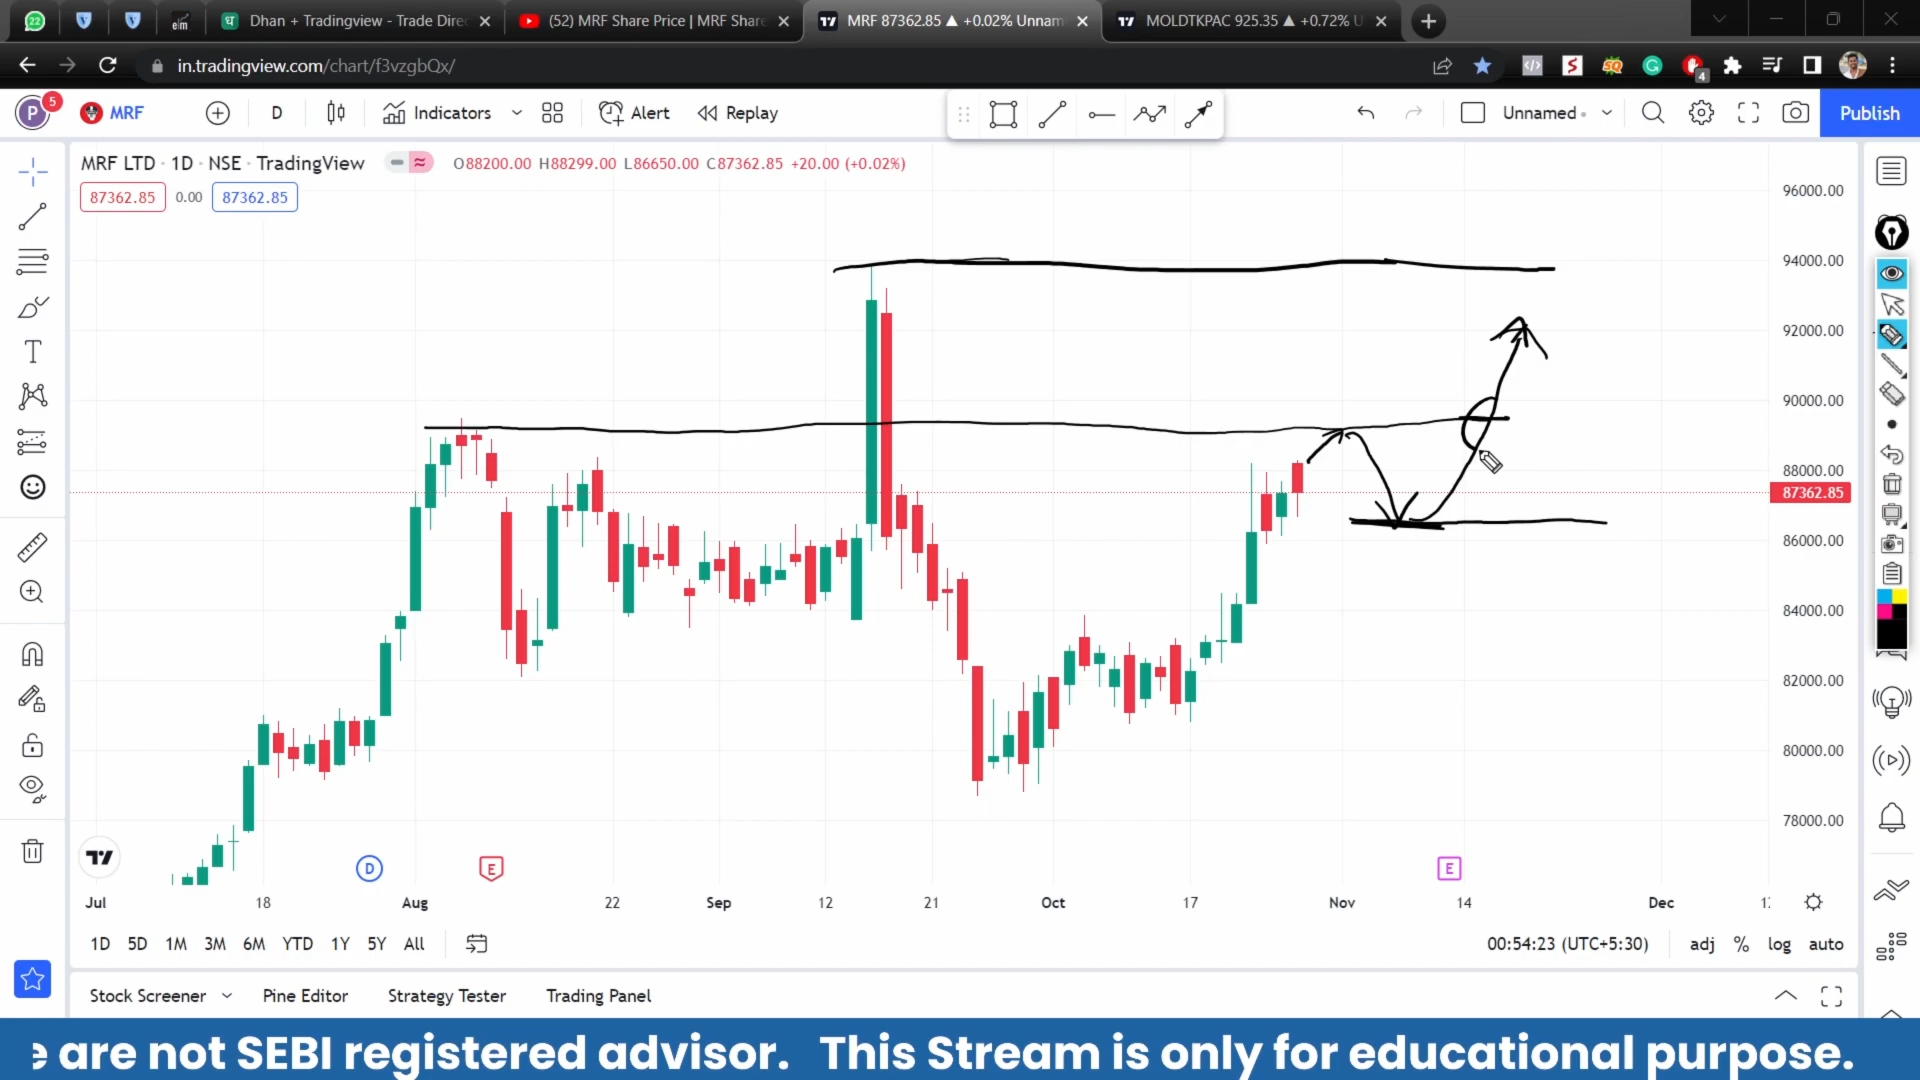 22
Dhan + Tradingview - Trade Direc
(52) MRF Share Price | MRF Share
MRF 87362.85 ▲ +0.02% Unnam
MOLDTKPAC 925.35 ▲ +0.72% U
in.tradingview.com/chart/f3vzgbQx/
4
P
5
MRF
D
Indicators
Alert
Replay
Unnamed
Publish
MRF LTD · 1D · NSE · TradingView
O88200.00 H88299.00 L86650.00 C87362.85 +20.00 (+0.02%)
87362.85
0.00
87362.85
96000.00
94000.00
92000.00
90000.00
88000.00
87362.85
86000.00
84000.00
82000.00
80000.00
78000.00
D
E
E
Jul
18
Aug
22
Sep
12
21
Oct
17
Nov
14
Dec
1D 5D 1M 3M 6M YTD 1Y 5Y All
00:54:23 (UTC+5:30)
adj % log auto
Stock Screener
Pine Editor
Strategy Tester
Trading Panel
are not SEBI registered advisor. This Stream is only for educational purpose.